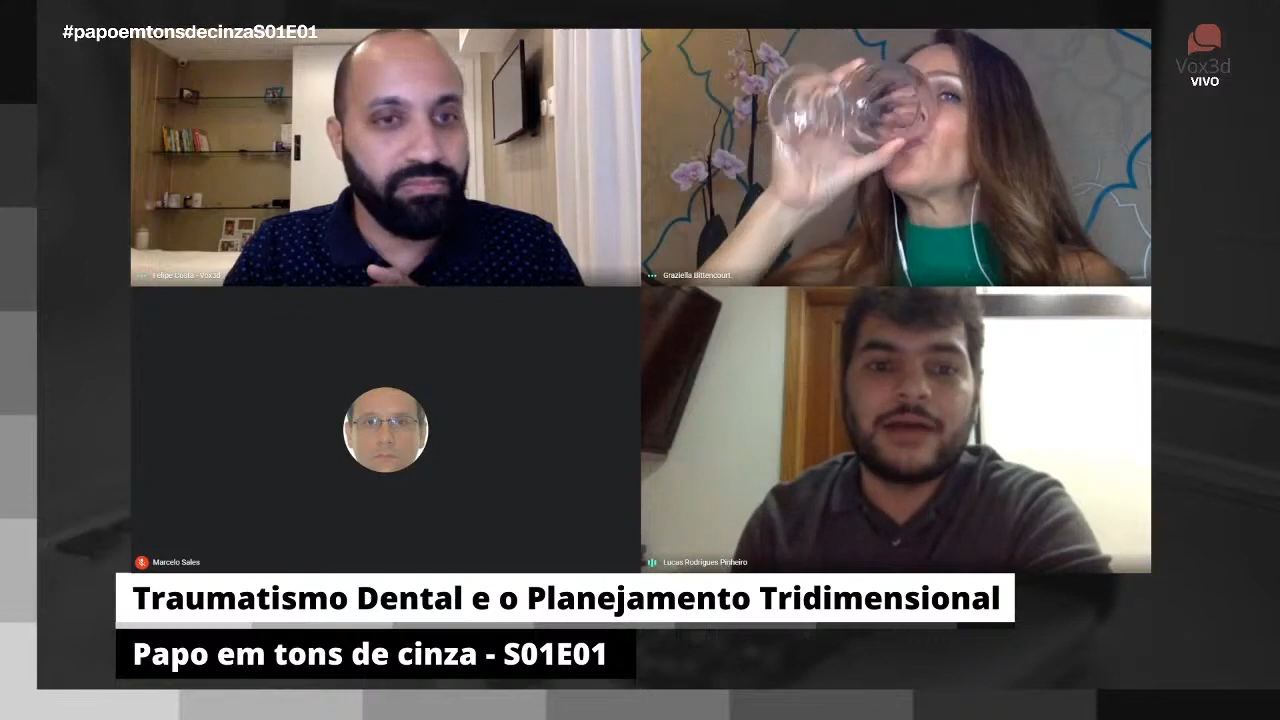 #papoemtonsdecinzaS01E01
Vox3d
VIVO
Felipe Costa - Vox3d
Graziella Bittencourt
Marcelo Sales
Lucas Rodrigues Pinheiro
Traumatismo Dental e o Planejamento Tridimensional
Papo em tons de cinza - S01E01